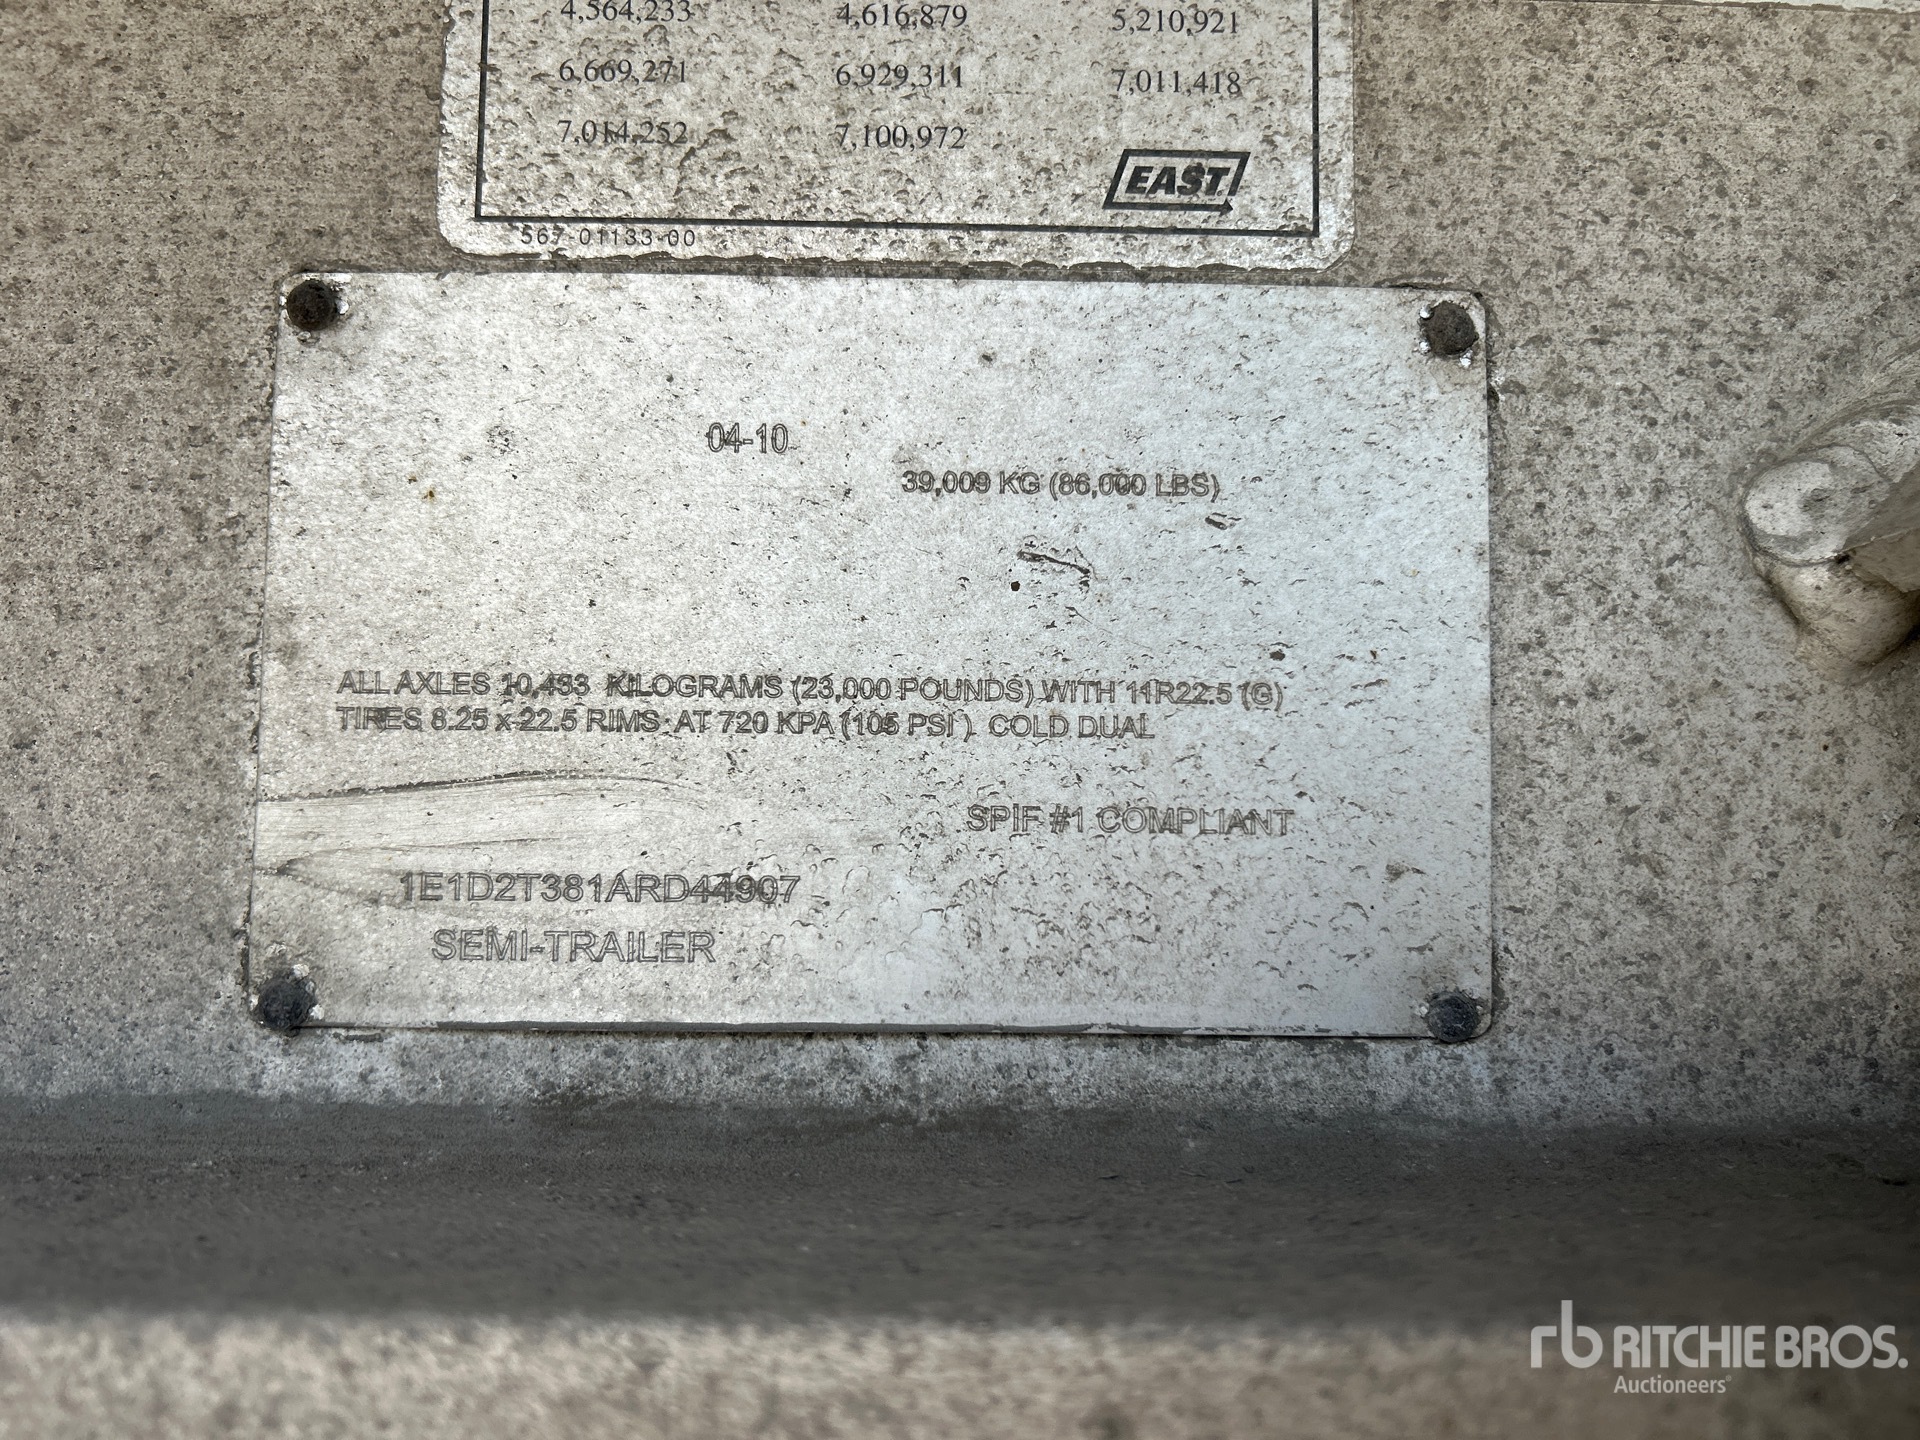 4,564,233 4,616,879 5,210,921
6,669,271 6,929,311 7,011,418
7,014,252 7,100,972
EAST
567-01133-00
04-10
39,009 KG (86,000 LBS)
ALL AXLES 10,433 KILOGRAMS (23,000 POUNDS) WITH 11R22.5 (G)
TIRES 8.25 x 22.5 RIMS AT 720 KPA (105 PSI) COLD DUAL
SPIF #1 COMPLIANT
1E1D2T381ARD44907
SEMI-TRAILER
rb RITCHIE BROS.
Auctioneers